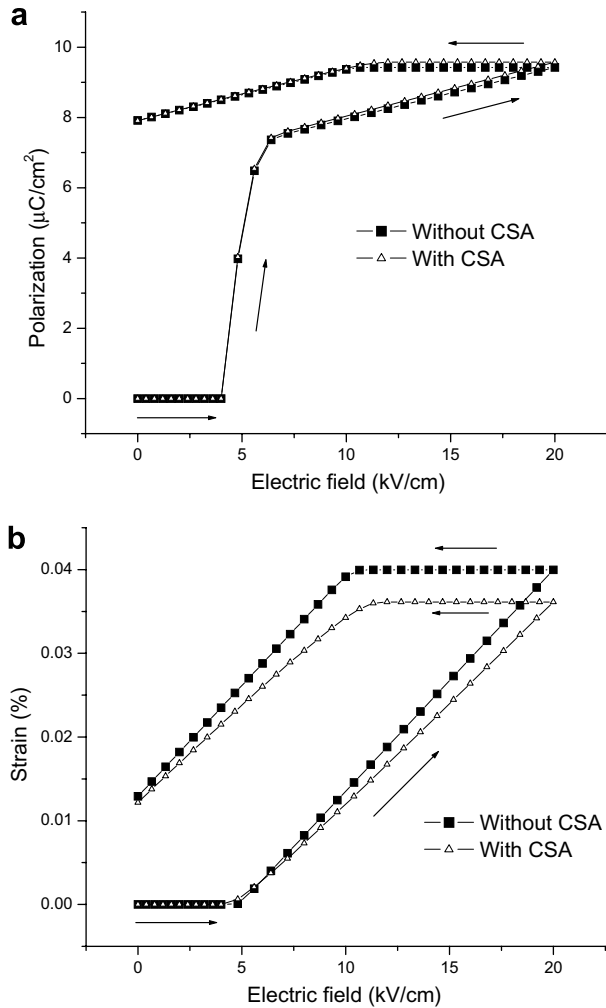 a
10
8
6
4
2
0
Polarization (μC/cm²)
Without CSA
With CSA
0 5 10 15 20
Electric field (kV/cm)
b
0.04
0.03
0.02
0.01
0.00
Strain (%)
Without CSA
With CSA
0 5 10 15 20
Electric field (kV/cm)